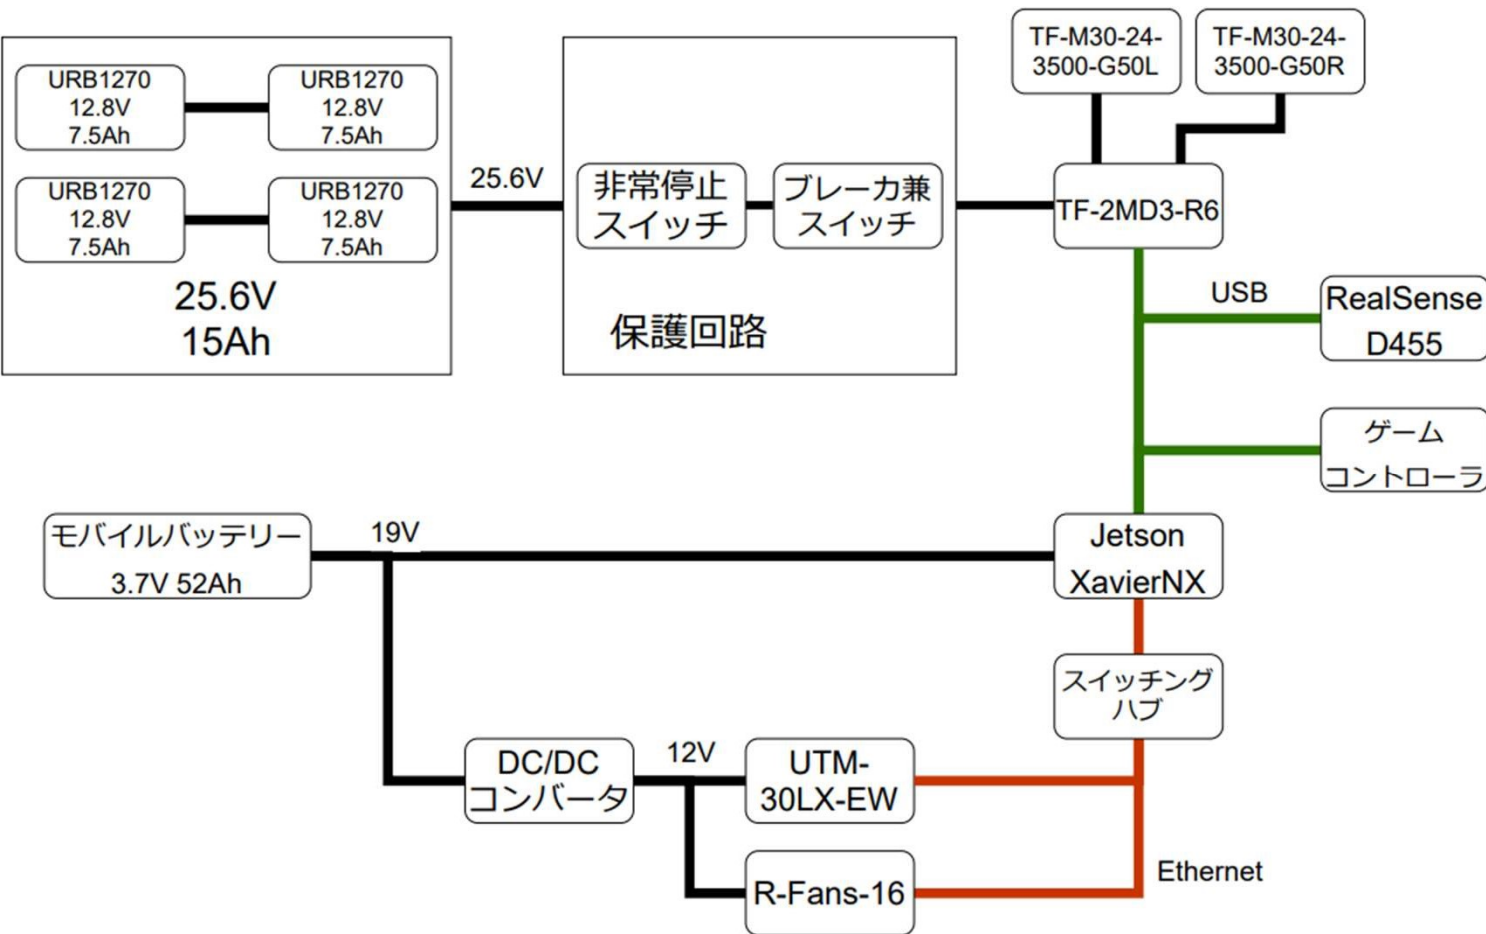 TF-M30-24-
3500-G50L
TF-M30-24-
3500-G50R
URB1270
12.8V
7.5Ah
URB1270
12.8V
7.5Ah
URB1270
12.8V
7.5Ah
URB1270
12.8V
7.5Ah
25.6V
15Ah
25.6V
非常停止
スイッチ
ブレーカ兼
スイッチ
保護回路
TF-2MD3-R6
USB
RealSense
D455
ゲーム
コントローラ
モバイルバッテリー
3.7V 52Ah
19V
Jetson
XavierNX
スイッチング
ハブ
DC/DC
コンバータ
12V
UTM-
30LX-EW
R-Fans-16
Ethernet